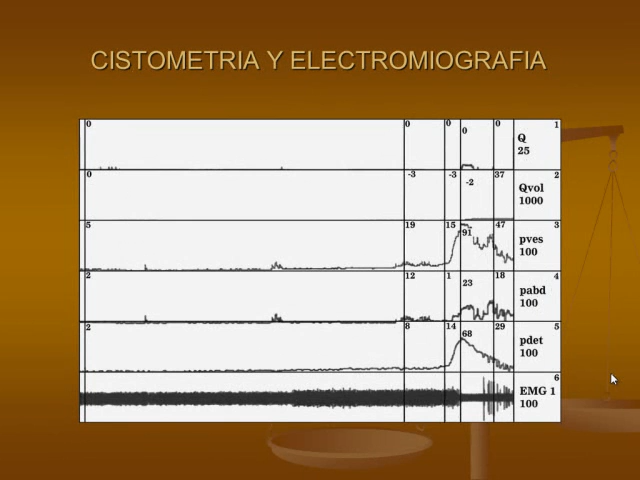 CISTOMETRIA Y ELECTROMIOGRAFIA
0 0 0 0 0 1
Q
25
0 -3 -3 -2 37 2
Qvol
1000
5 19 15 91 47 3
pves
100
2 12 1 23 18 4
pabd
100
2 8 14 68 29 5
pdet
100
6
EMG 1
100